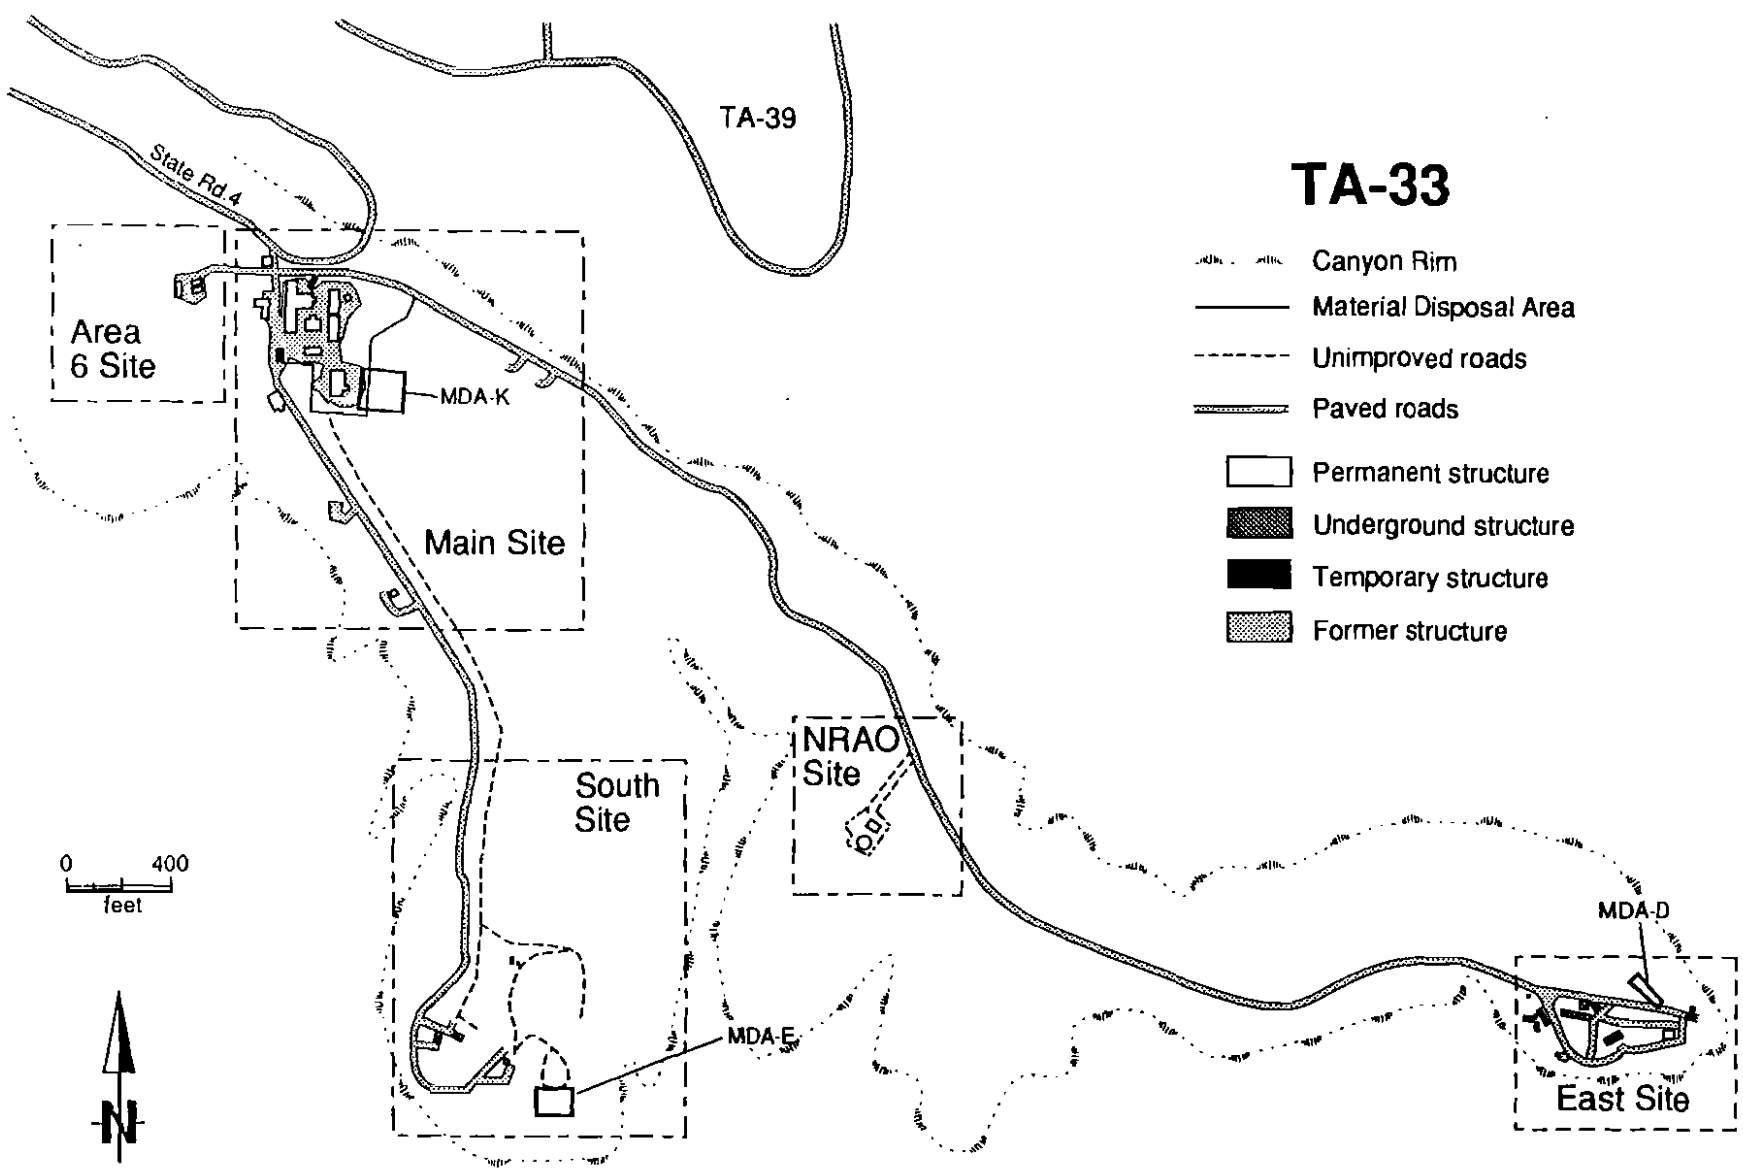 TA-39
TA-33
State Rd.4
Canyon Rim
Material Disposal Area
Unimproved roads
Paved roads
Permanent structure
Underground structure
Temporary structure
Former structure
Area
6 Site
MDA-K
Main Site
NRAO
Site
South
Site
0 400
feet
MDA-D
MDA-E
East Site
N